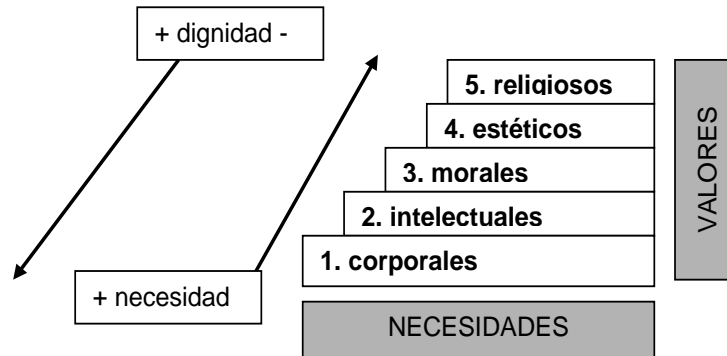 + dignidad -
5. religiosos
4. estéticos
3. morales
2. intelectuales
1. corporales
+ necesidad
NECESIDADES
VALORES